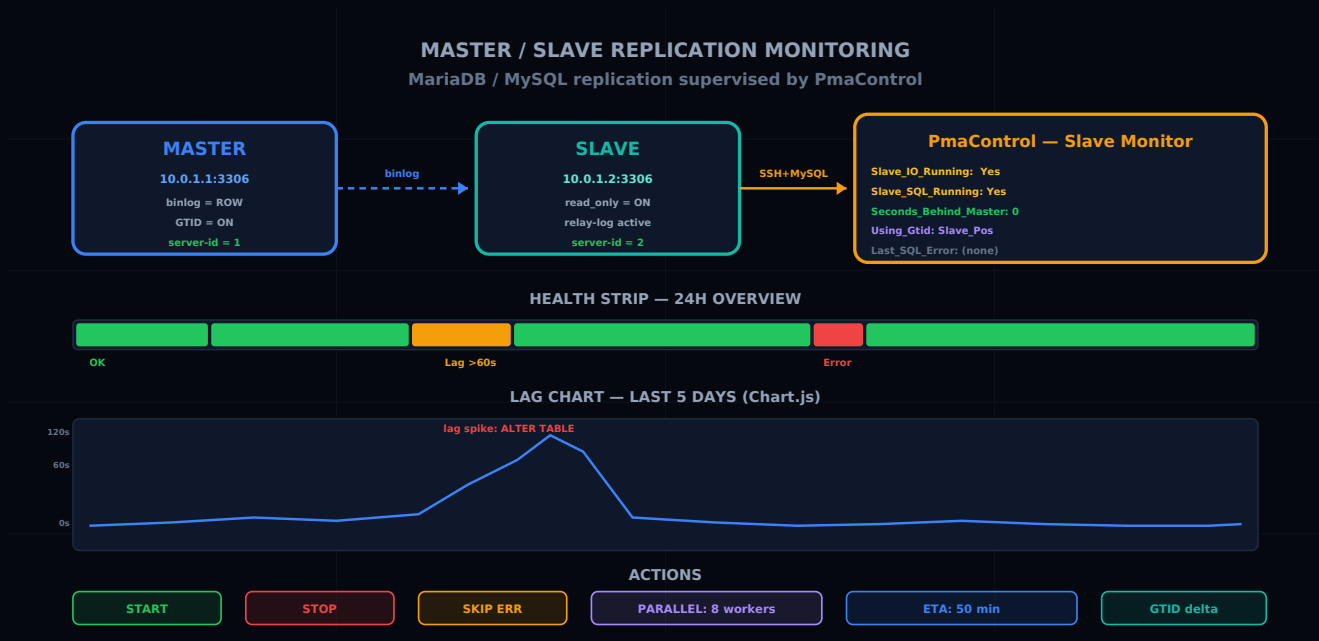 MASTER / SLAVE REPLICATION MONITORING
MariaDB / MySQL replication supervised by PmaControl
MASTER
10.0.1.1:3306
binlog = ROW
GTID = ON
server-id = 1
binlog
SLAVE
10.0.1.2:3306
read_only = ON
relay-log active
server-id = 2
SSH+MySQL
PmaControl — Slave Monitor
Slave_IO_Running: Yes
Slave_SQL_Running: Yes
Seconds_Behind_Master: 0
Using_Gtid: Slave_Pos
Last_SQL_Error: (none)
HEALTH STRIP — 24H OVERVIEW
OK
Lag >60s
Error
LAG CHART — LAST 5 DAYS (Chart.js)
lag spike: ALTER TABLE
120s
60s
0s
ACTIONS
START
STOP
SKIP ERR
PARALLEL: 8 workers
ETA: 50 min
GTID delta